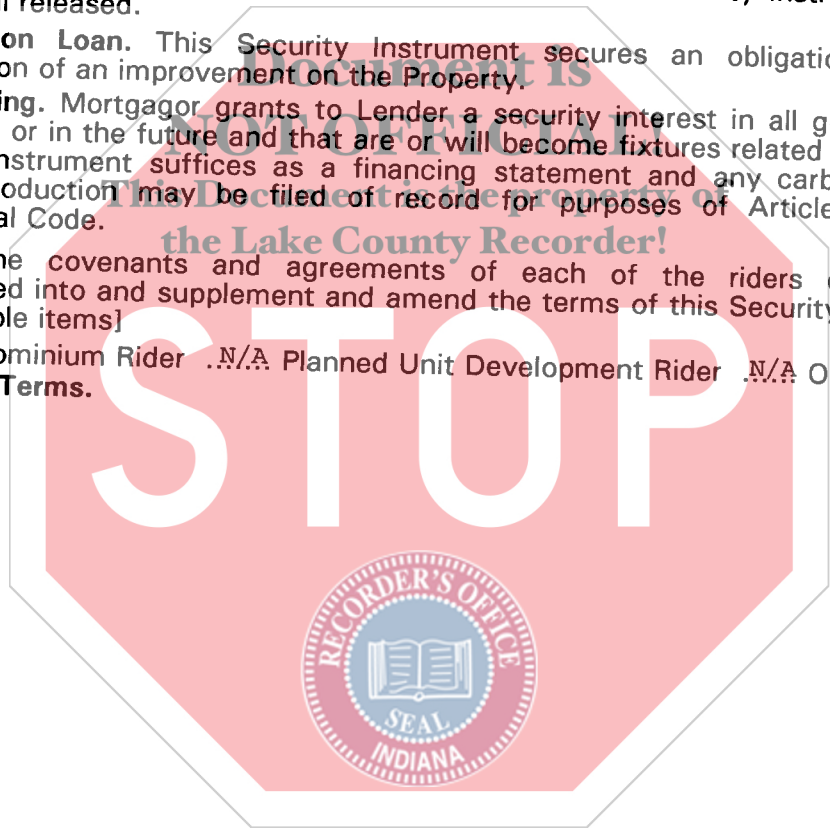 released.
on Loan. This Security Instrument secures an obligatio
on of an improvement on the Property.
ing. Mortgagor grants to Lender a security interest in all g
or in the future and that are or will become fixtures related
nstrument suffices as a financing statement and any carb
oduction may be filed of record for purposes of Article
al Code.
ne covenants and agreements of each of the riders
ed into and supplement and amend the terms of this Security
ble items]
ominium Rider ..N/A.. Planned Unit Development Rider ..N/A.. O
Terms.
Document is
NOT OFFICIAL!
This Document is the property of
the Lake County Recorder!
STOP
RECORDER'S OFFICE
SEAL
INDIANA